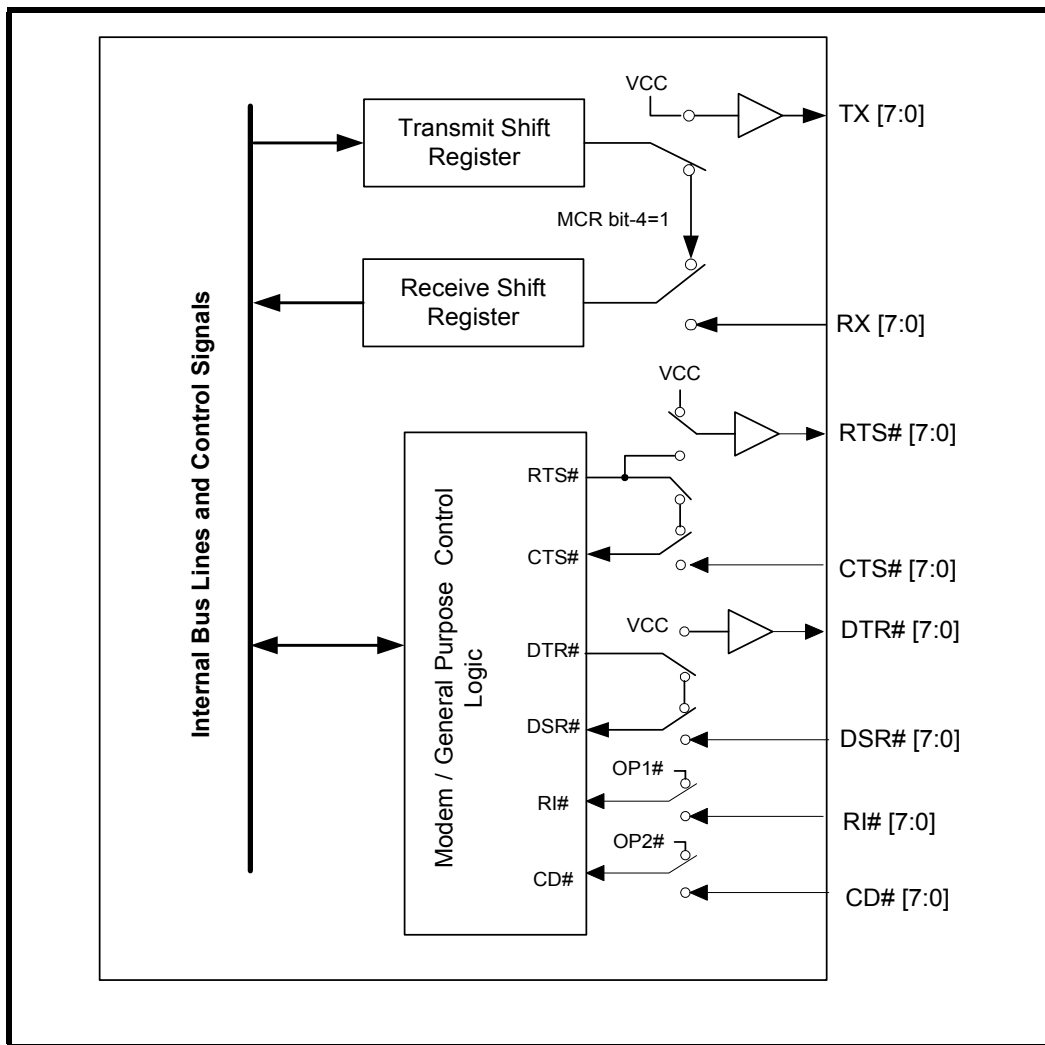 VCC
TX [7:0]
Transmit Shift
Register
MCR bit-4=1
Receive Shift
Register
RX [7:0]
Internal Bus Lines and Control Signals
VCC
RTS# [7:0]
Modem / General Purpose Control
Logic
RTS#
CTS#
CTS# [7:0]
VCC
DTR# [7:0]
DTR#
DSR#
DSR# [7:0]
OP1#
RI#
RI# [7:0]
OP2#
CD#
CD# [7:0]